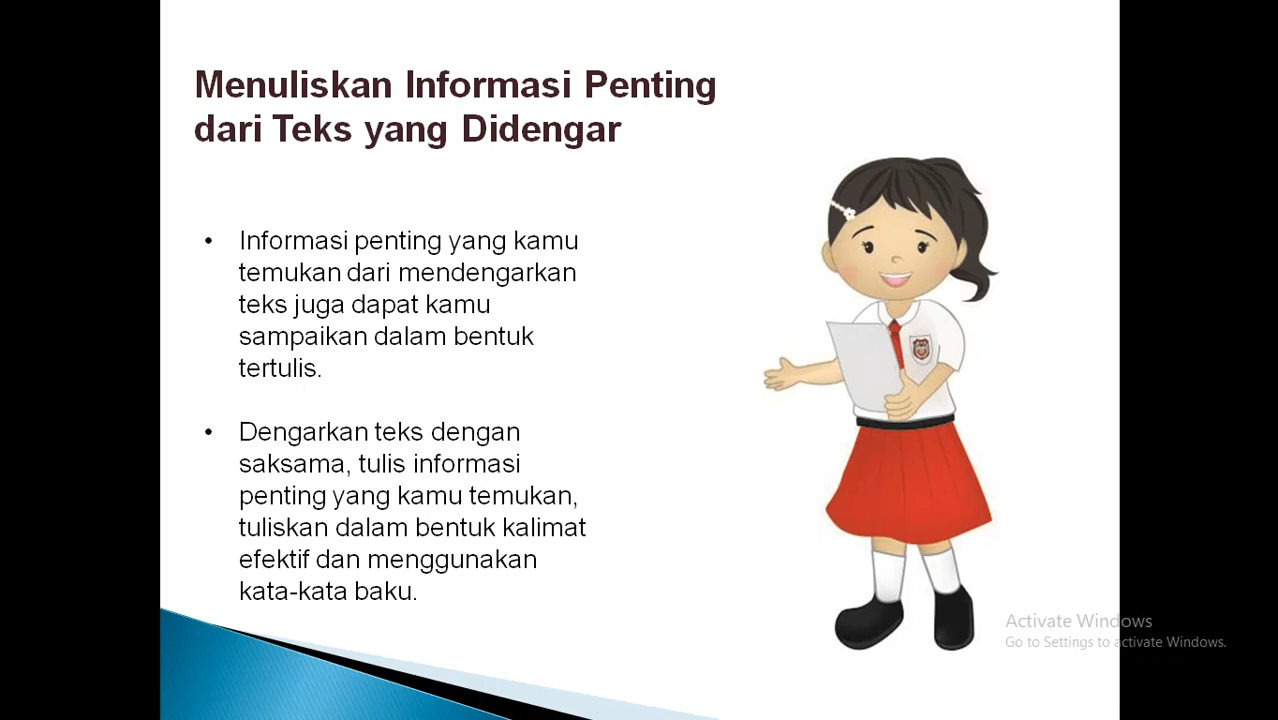 Menuliskan Informasi Penting
dari Teks yang Didengar
• Informasi penting yang kamu
temukan dari mendengarkan
teks juga dapat kamu
sampaikan dalam bentuk
tertulis.
• Dengarkan teks dengan
saksama, tulis informasi
penting yang kamu temukan,
tuliskan dalam bentuk kalimat
efektif dan menggunakan
kata-kata baku.
Activate Windows
Go to Settings to activate Windows.